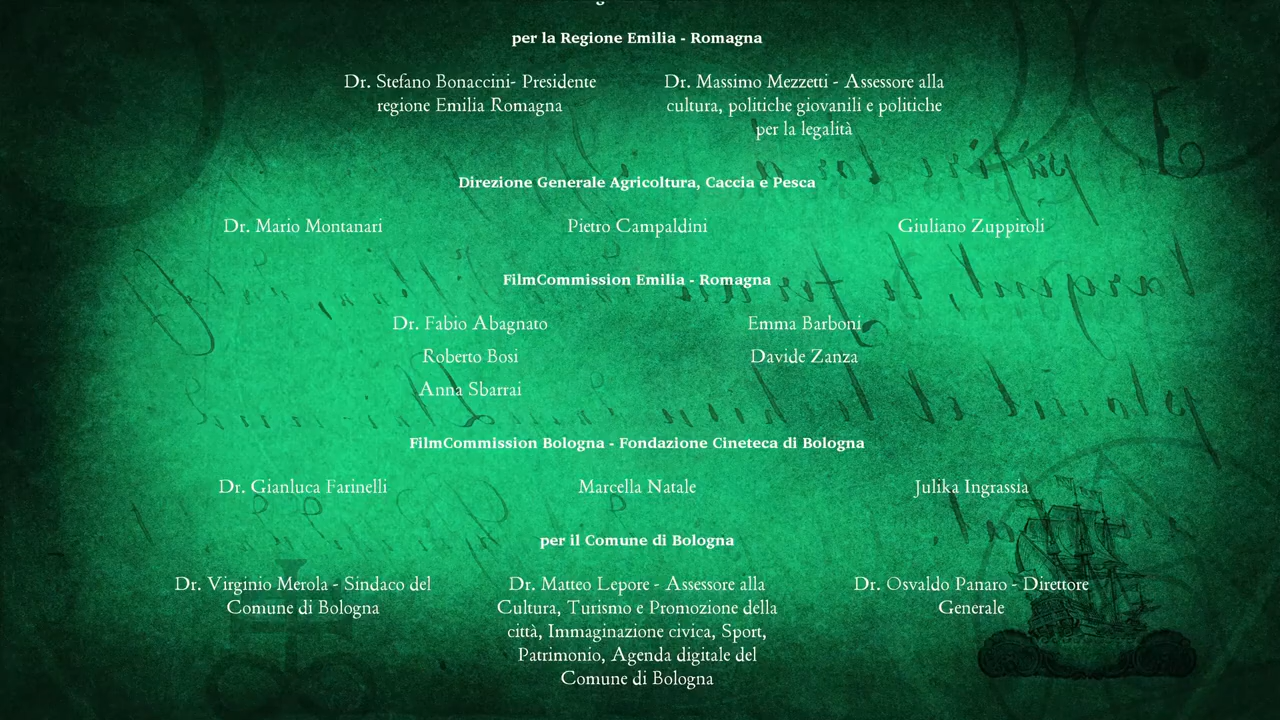 per la Regione Emilia - Romagna
Dr. Stefano Bonaccini- Presidente
regione Emilia Romagna
Dr. Massimo Mezzetti - Assessore alla
cultura, politiche giovanili e politiche
per la legalità
Direzione Generale Agricoltura, Caccia e Pesca
Dr. Mario Montanari
Pietro Campaldini
Giuliano Zuppiroli
FilmCommission Emilia - Romagna
Dr. Fabio Abagnato
Emma Barboni
Roberto Bosi
Davide Zanza
Anna Sbarrai
FilmCommission Bologna - Fondazione Cineteca di Bologna
Dr. Gianluca Farinelli
Marcella Natale
Julika Ingrassia
per il Comune di Bologna
Dr. Virginio Merola - Sindaco del
Comune di Bologna
Dr. Matteo Lepore - Assessore alla
Cultura, Turismo e Promozione della
città, Immaginazione civica, Sport,
Patrimonio, Agenda digitale del
Comune di Bologna
Dr. Osvaldo Panaro - Direttore
Generale